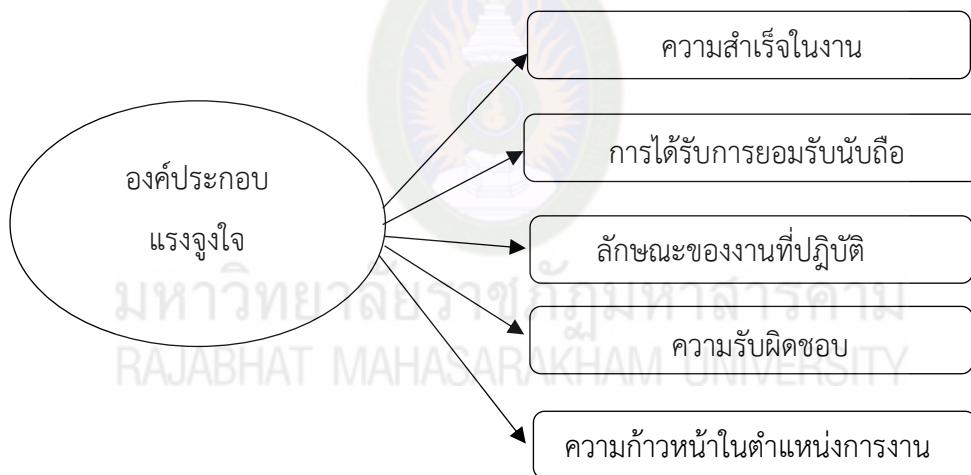 ความสำเร็จในงาน
การได้รับการยอมรับนับถือ
องค์ประกอบ
แรงจูงใจ
ลักษณะของงานที่ปฏิบัติ
มหาวิทยาลัยราชภัฏมหาสารคาม
ความรับผิดชอบ
RAJABHAT MAHASARAKHAM UNIVERSITY
ความก้าวหน้าในตำแหน่งการงาน